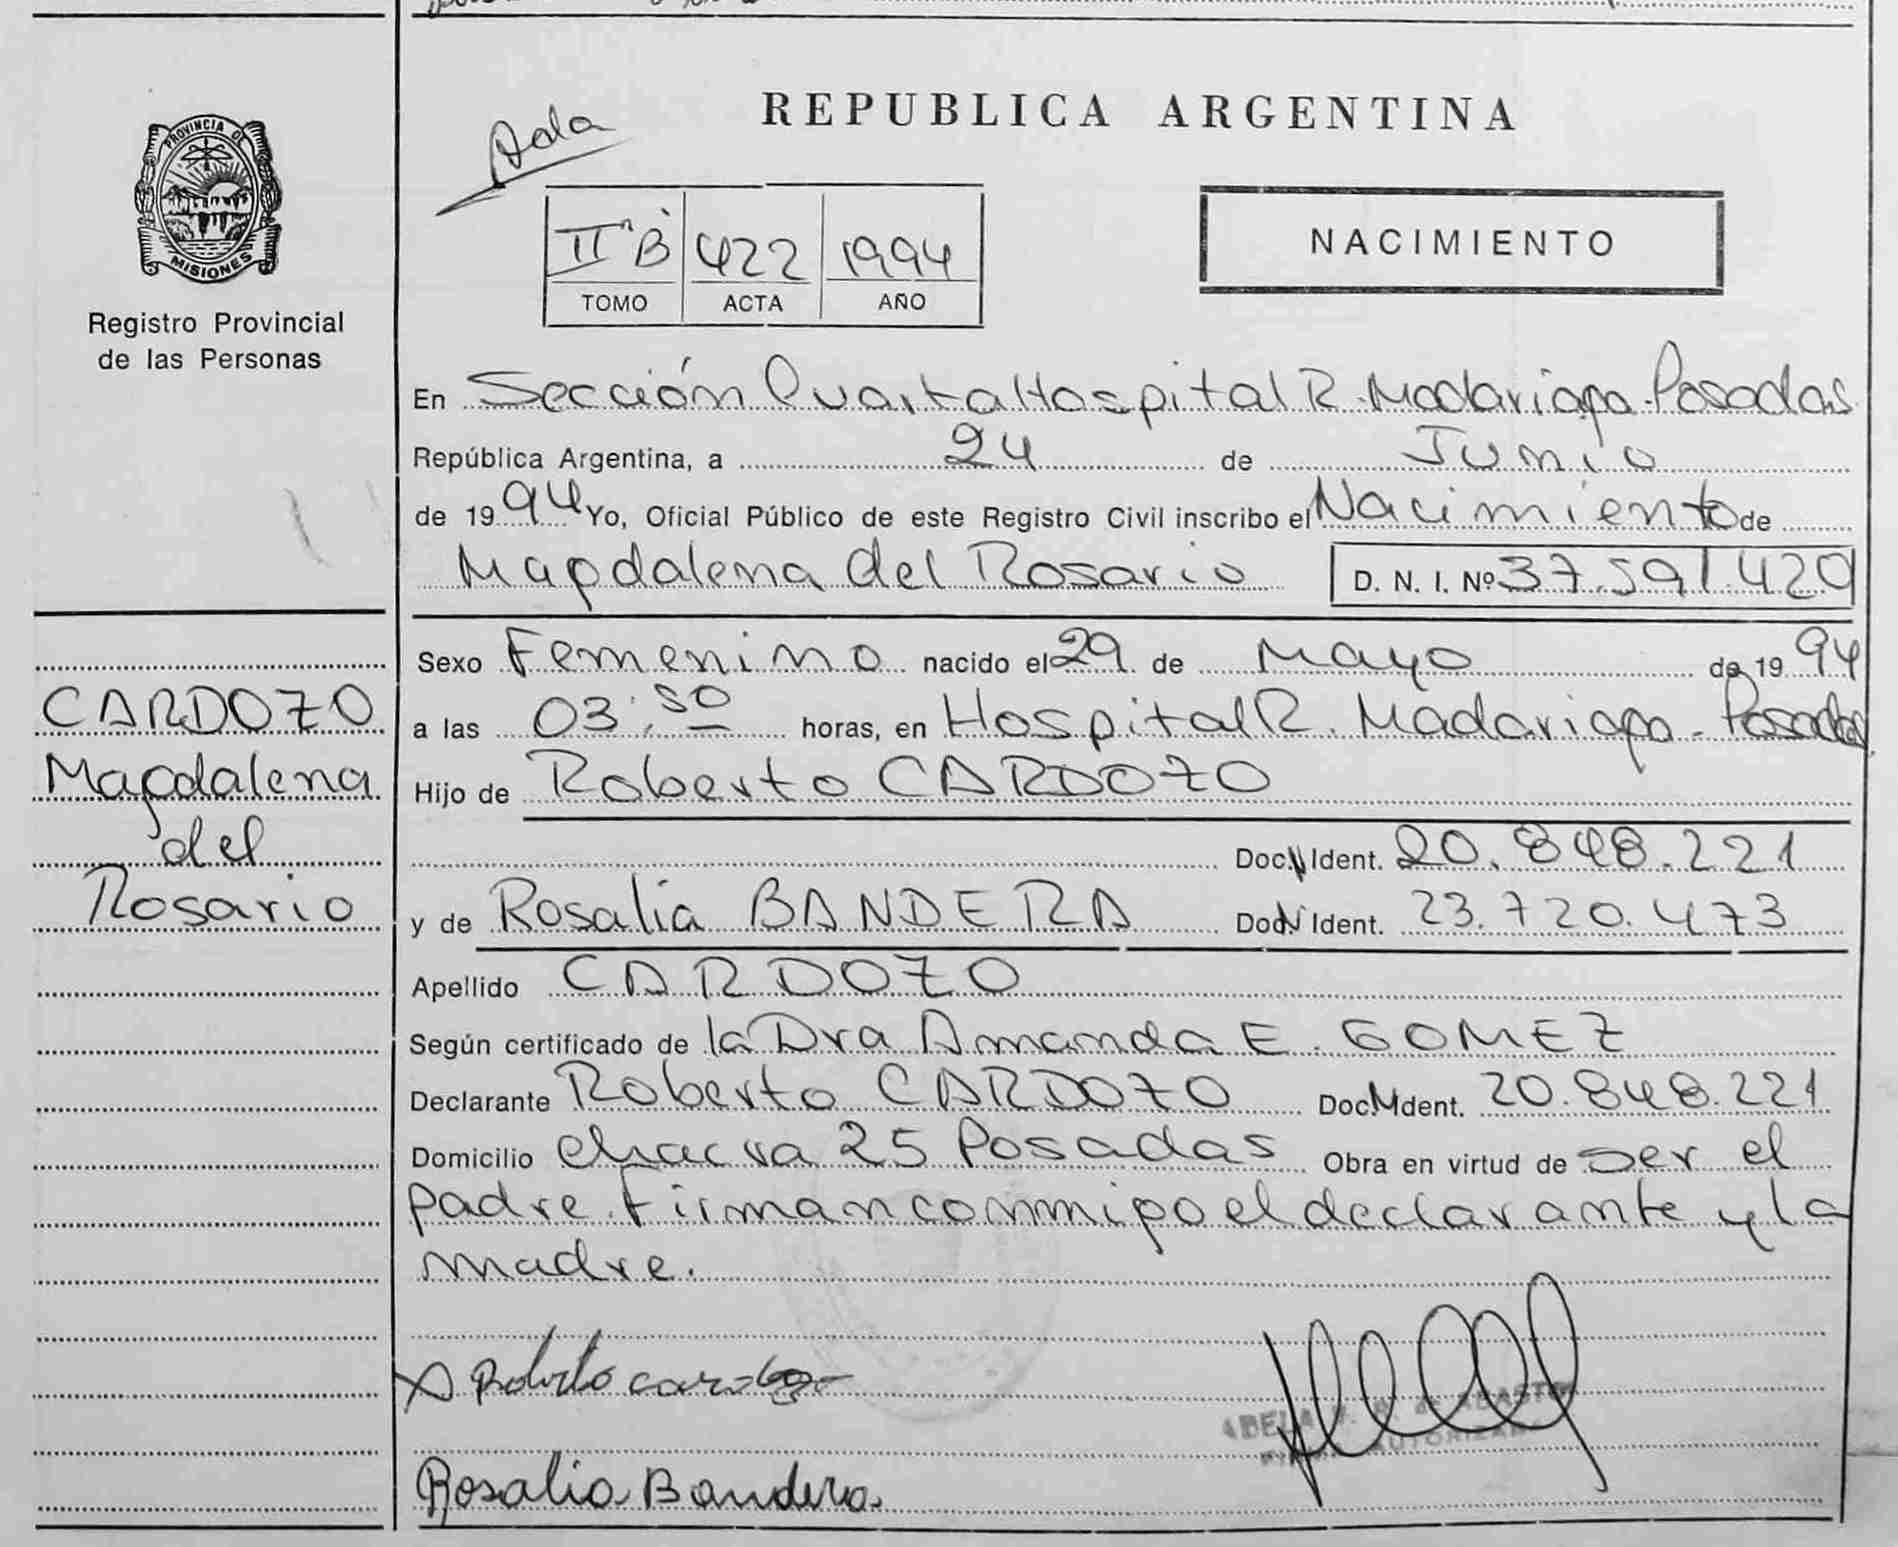 PROVINCIA DE
MISIONES
Registro Provincial
de las Personas
CARDOZO
Magdalena
del
Rosario
REPUBLICA ARGENTINA
NACIMIENTO
II "B" 422 1994
TOMO ACTA AÑO
En Sección Cuarta Hospital R. Madariaga - Posadas
República Argentina, a 24 de Junio
de 1994 Yo, Oficial Público de este Registro Civil inscribo el Nacimiento de
Magdalena del Rosario D. N. I. Nº 37.591.420
Sexo Femenino nacido el 29 de Mayo de 1994
a las 03:50 horas, en Hospital R. Madariaga - Posadas
Hijo de Roberto CARDOZO
Doc. N Ident. 20.848.221
y de Rosalia BANDERA Doc. N Ident. 23.720.473
Apellido CARDOZO
Según certificado de la Dra Amanda E. GOMEZ
Declarante Roberto CARDOZO Doc. N Ident. 20.848.221
Domicilio chacra 25 Posadas Obra en virtud de ser el
padre. Firman conmigo el declarante y la
madre.
Roberto Cardozo
Rosalia Bandera